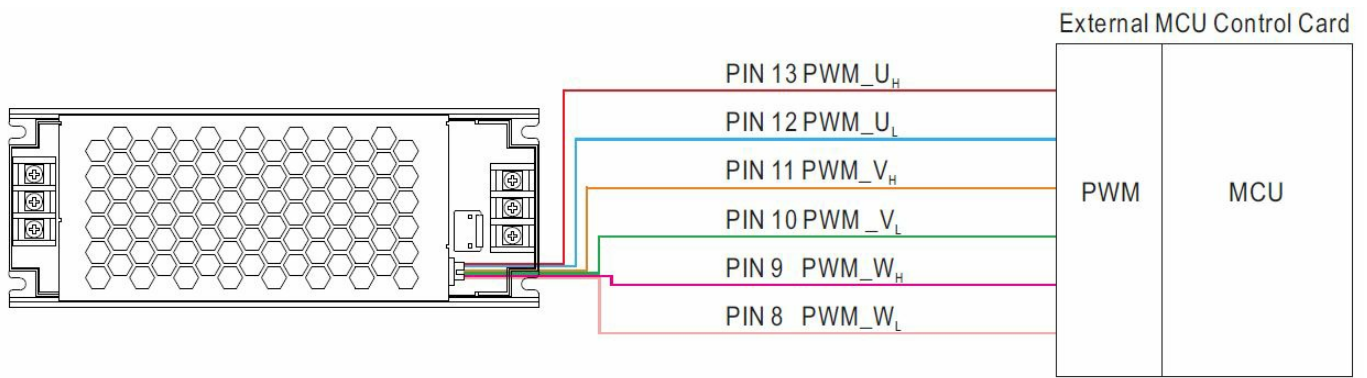 External MCU Control Card
PIN 13 PWM_UH
PIN 12 PWM_UL
PIN 11 PWM_VH
PIN 10 PWM _VL
PIN 9 PWM_WH
PIN 8 PWM_WL
PWM
MCU